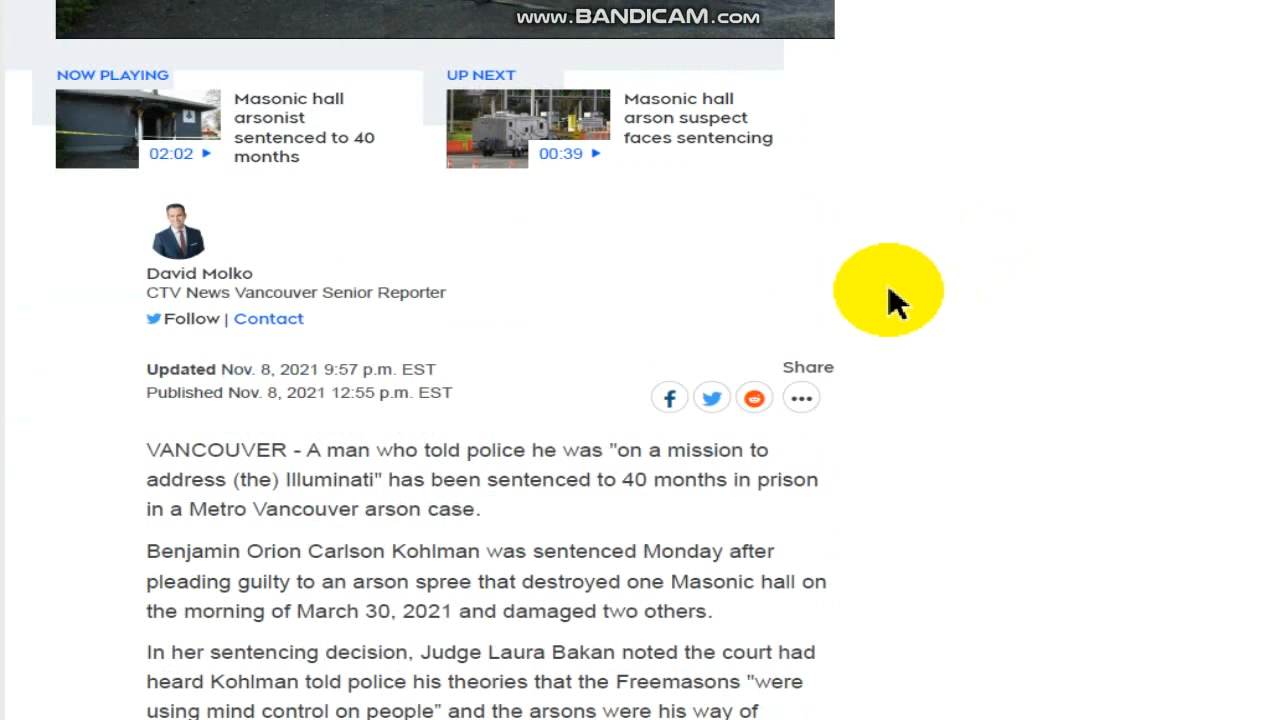 www.BANDICAM.com
NOW PLAYING
Masonic hall
arsonist
sentenced to 40
months
02:02
UP NEXT
Masonic hall
arson suspect
faces sentencing
00:39
David Molko
CTV News Vancouver Senior Reporter
Follow | Contact
Updated Nov. 8, 2021 9:57 p.m. EST
Published Nov. 8, 2021 12:55 p.m. EST
Share
VANCOUVER - A man who told police he was "on a mission to
address (the) Illuminati" has been sentenced to 40 months in prison
in a Metro Vancouver arson case.
Benjamin Orion Carlson Kohlman was sentenced Monday after
pleading guilty to an arson spree that destroyed one Masonic hall on
the morning of March 30, 2021 and damaged two others.
In her sentencing decision, Judge Laura Bakan noted the court had
heard Kohlman told police his theories that the Freemasons "were
using mind control on people” and the arsons were his way of